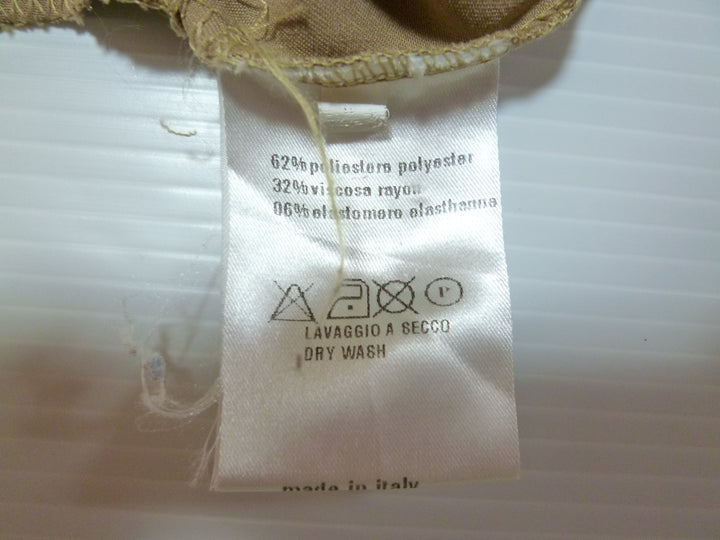 62% poliestere polyester
32% viscosa rayon
06% elastomero elasthanne
P
LAVAGGIO A SECCO
DRY WASH
made in italy